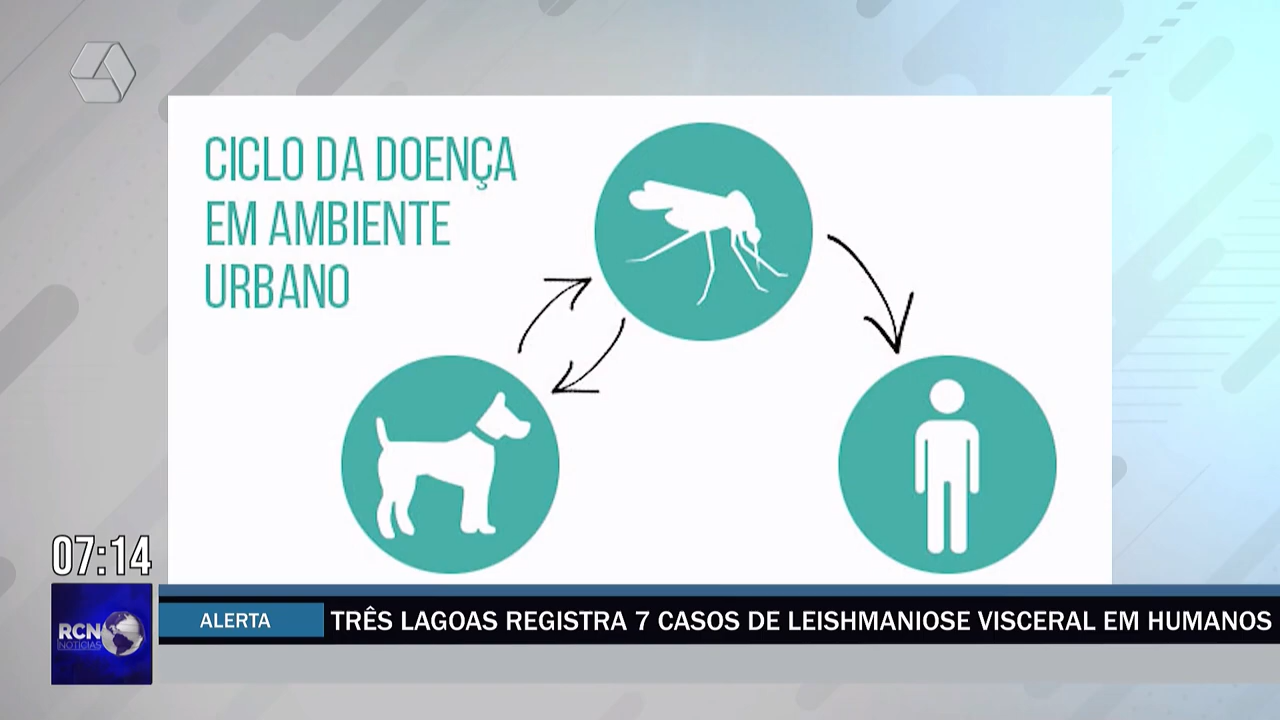 CICLO DA DOENÇA
EM AMBIENTE
URBANO
07:14
RCN
NOTÍCIAS
ALERTA
TRÊS LAGOAS REGISTRA 7 CASOS DE LEISHMANIOSE VISCERAL EM HUMANOS